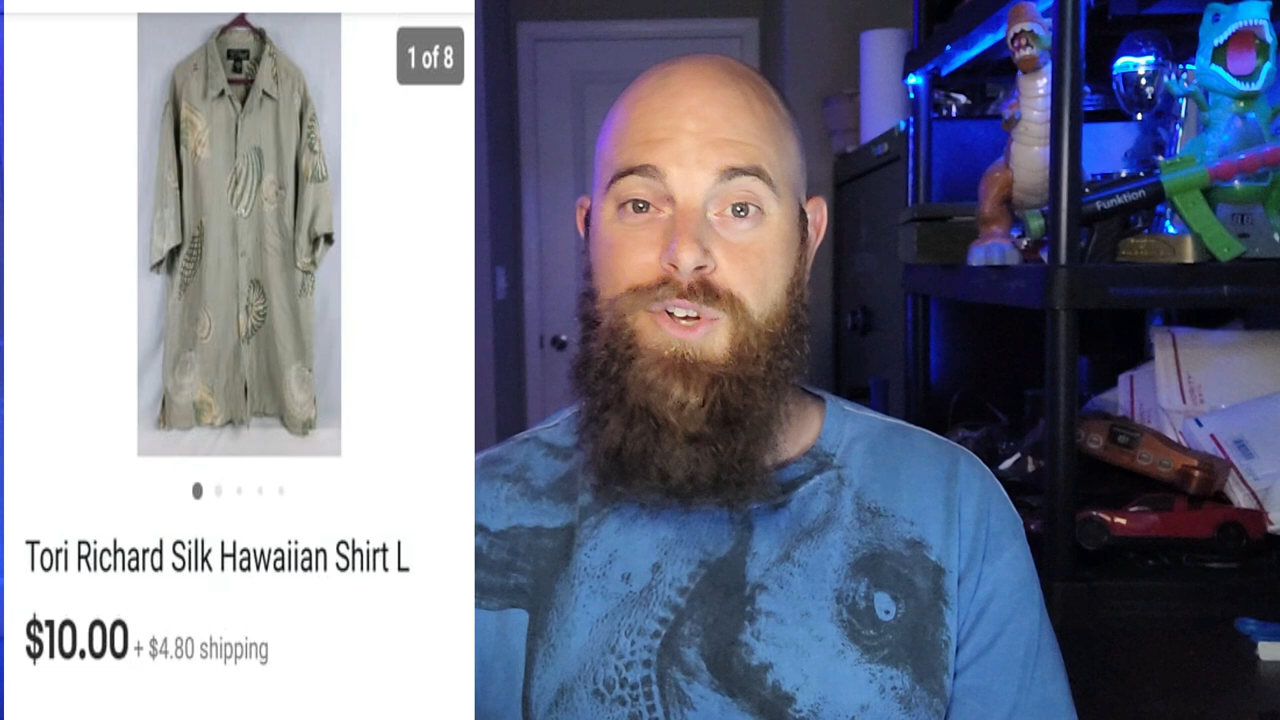 1 of 8
Tori Richard Silk Hawaiian Shirt L
$10.00 + $4.80 shipping
Funktion